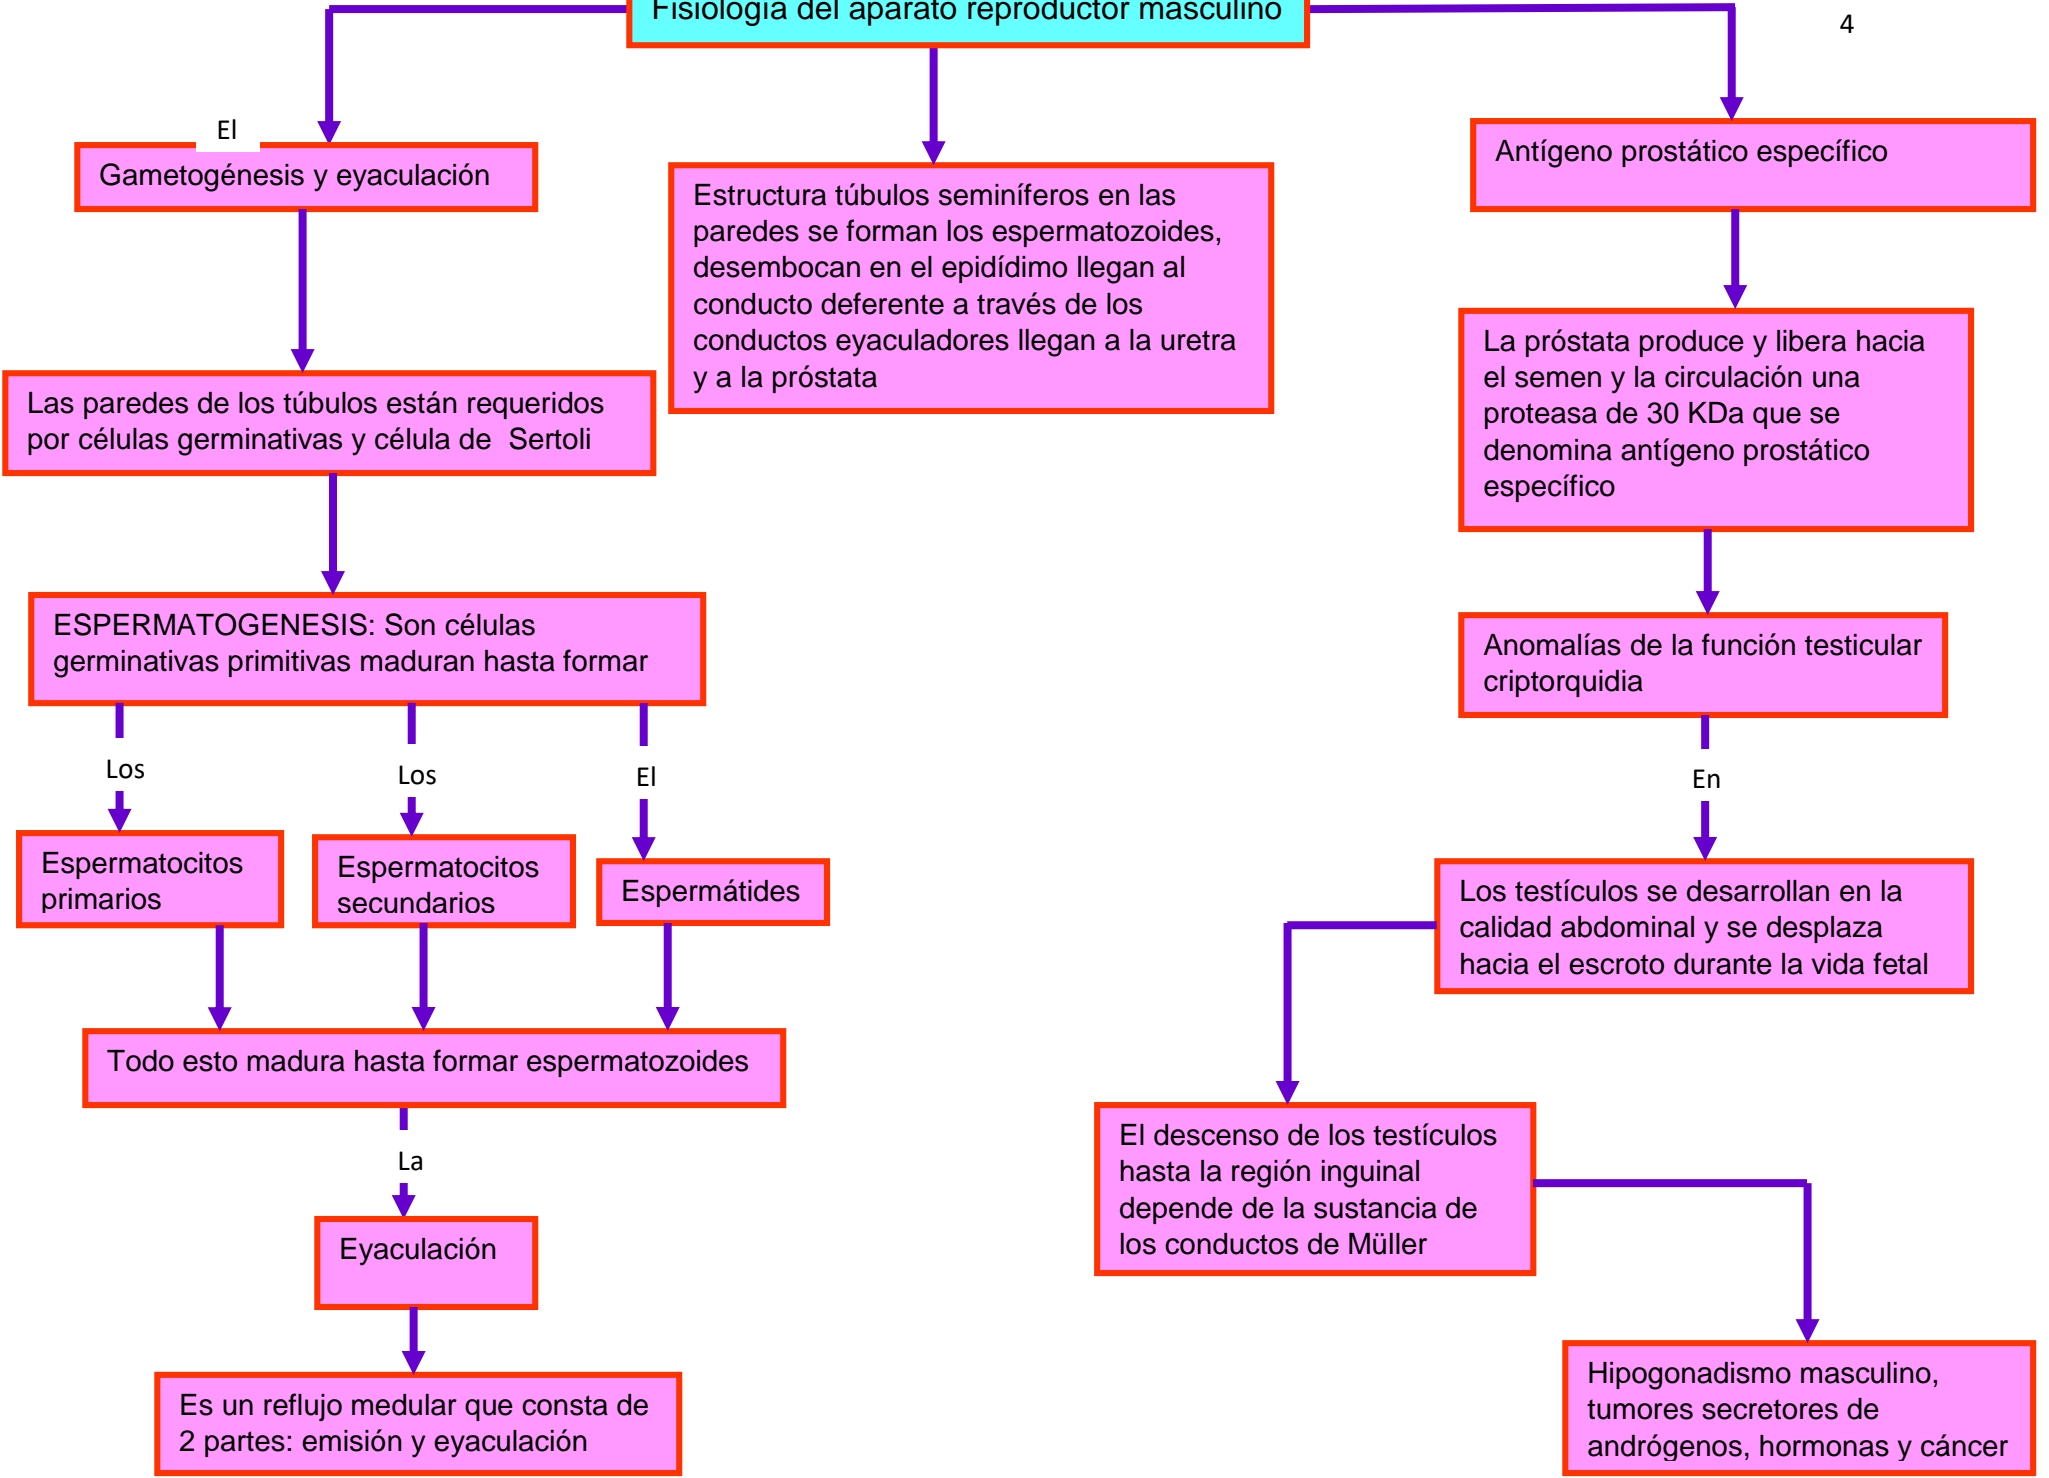 Fisiología del aparato reproductor masculino
4
El
Gametogénesis y eyaculación
Estructura túbulos seminíferos en las
paredes se forman los espermatozoides,
desembocan en el epidídimo llegan al
conducto deferente a través de los
conductos eyaculadores llegan a la uretra
y a la próstata
Antígeno prostático específico
La próstata produce y libera hacia
el semen y la circulación una
proteasa de 30 KDa que se
denomina antígeno prostático
específico
Las paredes de los túbulos están requeridos
por células germinativas y célula de  Sertoli
ESPERMATOGENESIS: Son células
germinativas primitivas maduran hasta formar
Anomalías de la función testicular
criptorquidia
Los
Los
El
En
Espermatocitos
primarios
Espermatocitos
secundarios
Espermátides
Los testículos se desarrollan en la
calidad abdominal y se desplaza
hacia el escroto durante la vida fetal
Todo esto madura hasta formar espermatozoides
El descenso de los testículos
hasta la región inguinal
depende de la sustancia de
los conductos de Müller
La
Eyaculación
Es un reflujo medular que consta de
2 partes: emisión y eyaculación
Hipogonadismo masculino,
tumores secretores de
andrógenos, hormonas y cáncer